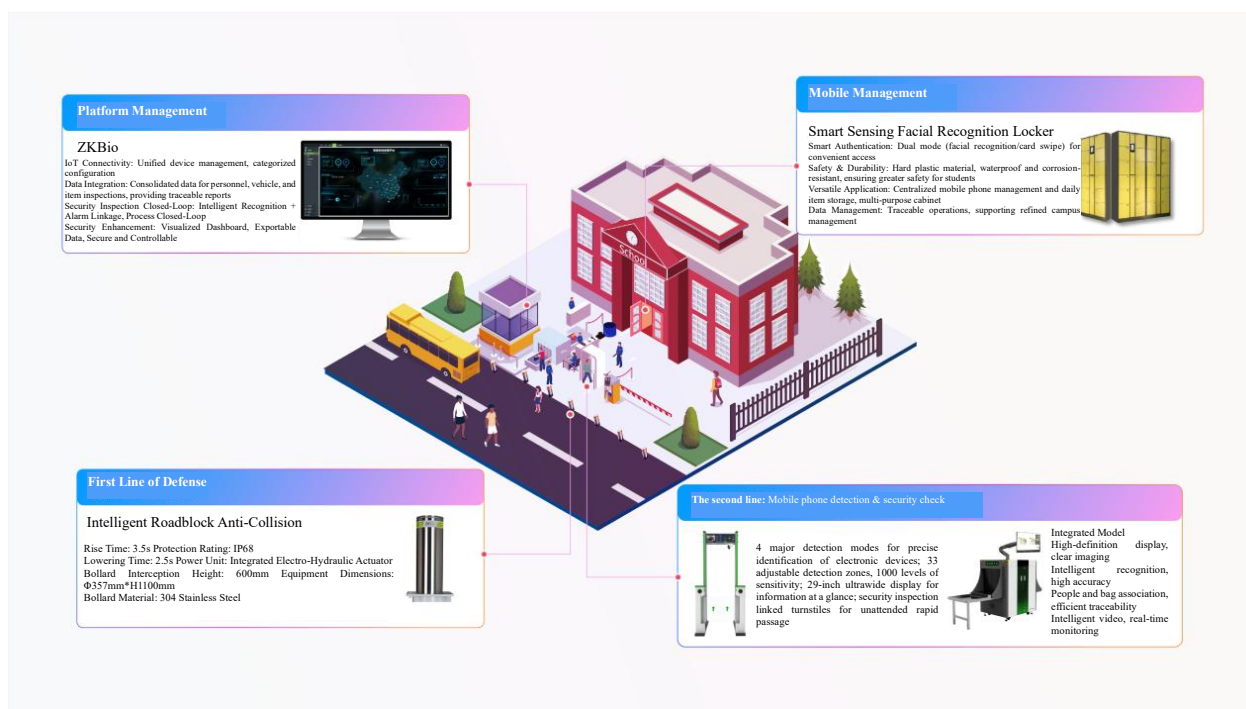 Platform Management
ZKBio
IoT Connectivity: Unified device management, categorized
configuration
Data Integration: Consolidated data for personnel, vehicle, and
item inspections, providing traceable reports
Security Inspection Closed-Loop: Intelligent Recognition +
Alarm Linkage, Process Closed-Loop
Security Enhancement: Visualized Dashboard, Exportable
Data, Secure and Controllable
Mobile Management
Smart Sensing Facial Recognition Locker
Smart Authentication: Dual mode (facial recognition/card swipe) for
convenient access
Safety & Durability: Hard plastic material, waterproof and corrosion-
resistant, ensuring greater safety for students
Versatile Application: Centralized mobile phone management and daily
item storage, multi-purpose cabinet
Data Management: Traceable operations, supporting refined campus
management
School
First Line of Defense
Intelligent Roadblock Anti-Collision
Rise Time: 3.5s Protection Rating: IP68
Lowering Time: 2.5s Power Unit: Integrated Electro-Hydraulic Actuator
Bollard Interception Height: 600mm Equipment Dimensions:
Φ357mm*H1100mm
Bollard Material: 304 Stainless Steel
The second line: Mobile phone detection & security check
4 major detection modes for precise
identification of electronic devices; 33
adjustable detection zones, 1000 levels of
sensitivity; 29-inch ultrawide display for
information at a glance; security inspection
linked turnstiles for unattended rapid
passage
Integrated Model
High-definition display,
clear imaging
Intelligent recognition,
high accuracy
People and bag association,
efficient traceability
Intelligent video, real-time
monitoring